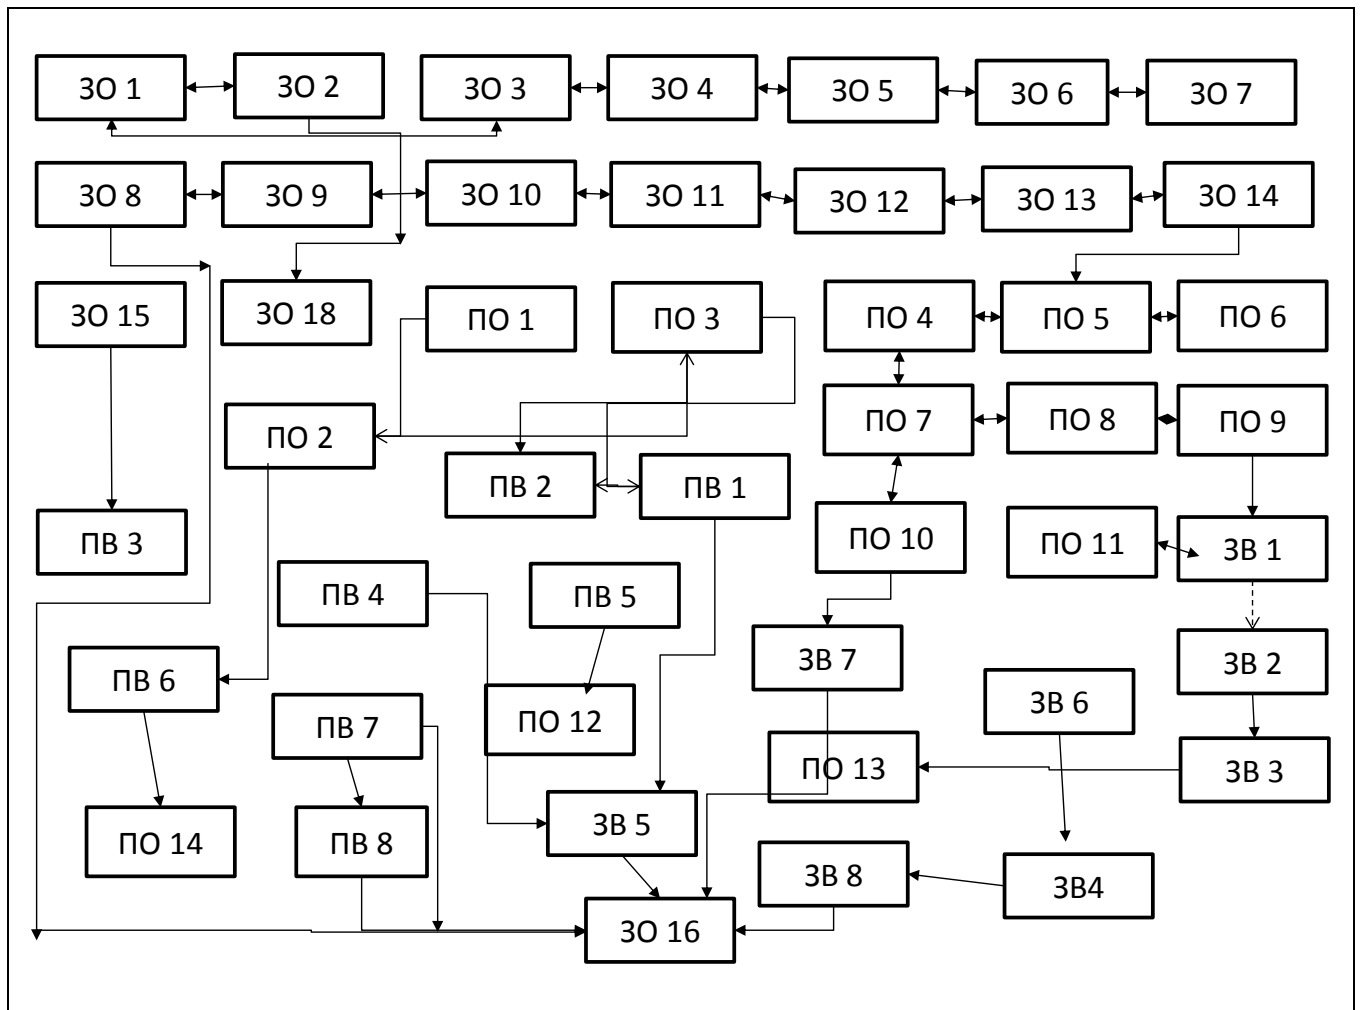 ЗО 1
ЗО 2
ЗО 3
ЗО 4
ЗО 5
ЗО 6
ЗО 7
ЗО 8
ЗО 9
ЗО 10
ЗО 11
ЗО 12
ЗО 13
ЗО 14
ЗО 15
ЗО 18
ПО 1
ПО 3
ПО 4
ПО 5
ПО 6
ПО 2
ПО 7
ПО 8
ПО 9
ПВ 2
ПВ 1
ПВ 3
ПО 10
ПО 11
ЗВ 1
ПВ 4
ПВ 5
ЗВ 7
ЗВ 2
ПВ 6
ПВ 7
ПО 12
ЗВ 6
ПО 13
ЗВ 3
ПО 14
ПВ 8
ЗВ 5
ЗВ 8
ЗВ4
ЗО 16